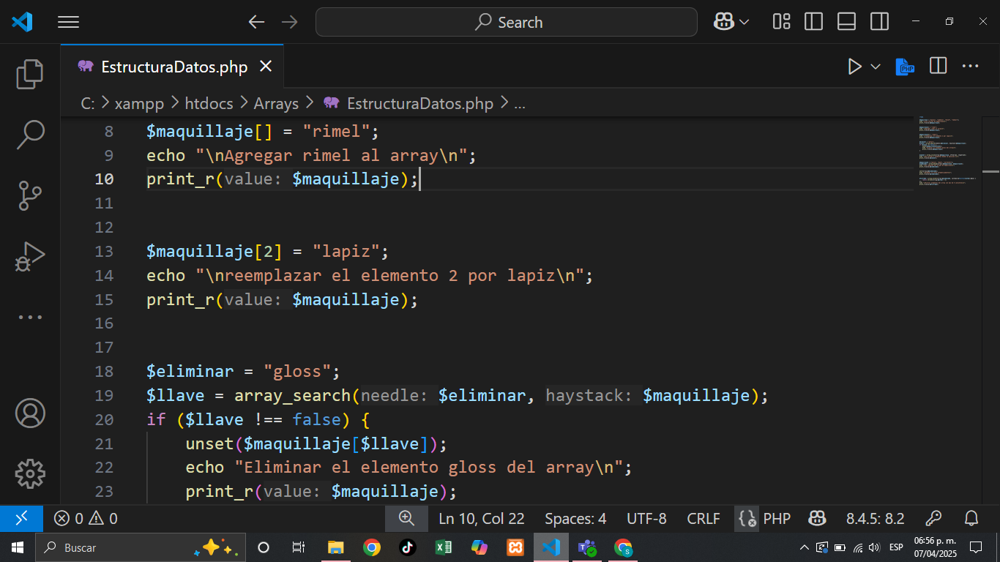 Search
EstructuraDatos.php
C: > xampp > htdocs > Arrays > EstructuraDatos.php > ...
8 $maquillaje[] = "rimel";
9 echo "\nAgregar rimel al array\n";
10 print_r(value: $maquillaje);
11
12
13 $maquillaje[2] = "lapiz";
14 echo "\nreemplazar el elemento 2 por lapiz\n";
15 print_r(value: $maquillaje);
16
17
18 $eliminar = "gloss";
19 $llave = array_search(needle: $eliminar, haystack: $maquillaje);
20 if ($llave !== false) {
21 unset($maquillaje[$llave]);
22 echo "Eliminar el elemento gloss del array\n";
23 print_r(value: $maquillaje);
0 0 Ln 10, Col 22 Spaces: 4 UTF-8 CRLF PHP 8.4.5: 8.2
Buscar ESP 06:56 p. m.
07/04/2025